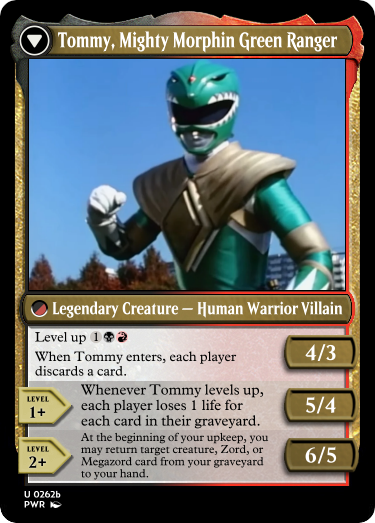 Tommy, Mighty Morphin Green Ranger
Legendary Creature — Human Warrior Villain
Level up 1
When Tommy enters, each player
discards a card.
4/3
LEVEL
1+
Whenever Tommy levels up,
each player loses 1 life for
each card in their graveyard.
5/4
LEVEL
2+
At the beginning of your upkeep, you
may return target creature, Zord, or
Megazord card from your graveyard
to your hand.
6/5
U 0262b
PWR